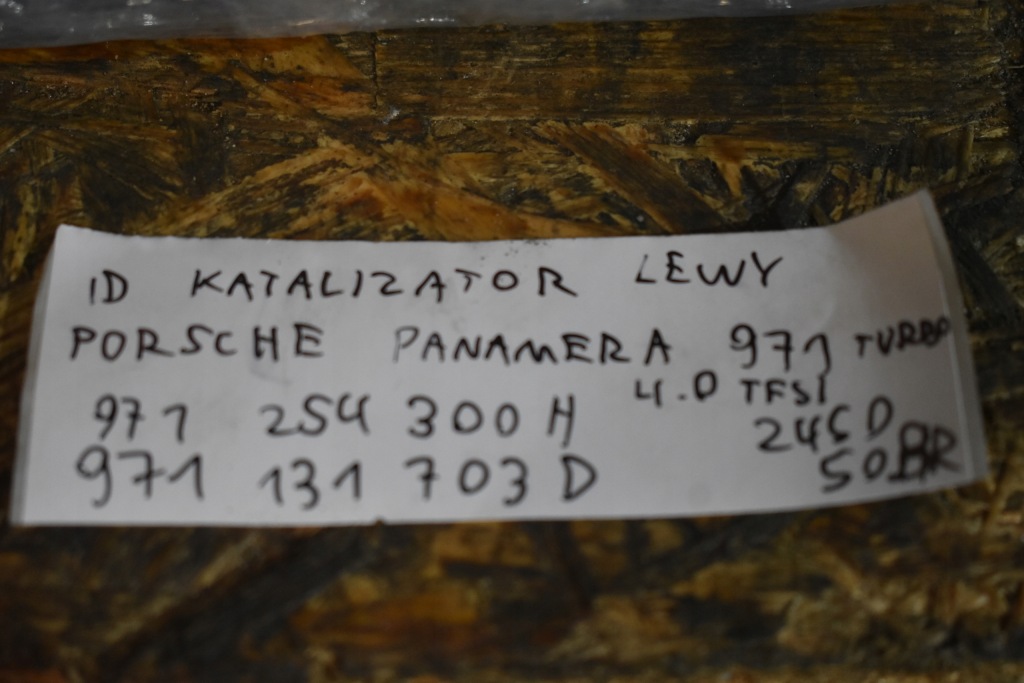 ID KATALIZATOR LEWY
PORSCHE PANAMERA 971 TURBO
4.0 TFSI
971 254 300 H
24CD
971 131 703 D
50BR